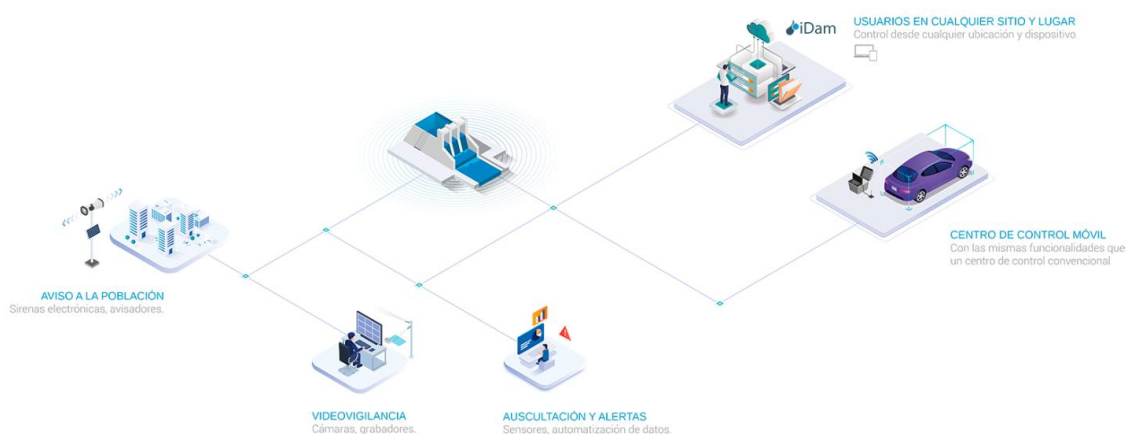 iDam
USUARIOS EN CUALQUIER SITIO Y LUGAR
Control desde cualquier ubicación y dispositivo
CENTRO DE CONTROL MÓVIL
Con las mismas funcionalidades que
un centro de control convencional
AVISO A LA POBLACIÓN
Sirenas electrónicas, avisadores.
VIDEOVIGILANCIA
Cámaras, grabadores.
AUSCULTACIÓN Y ALERTAS
Sensores, automatización de datos.